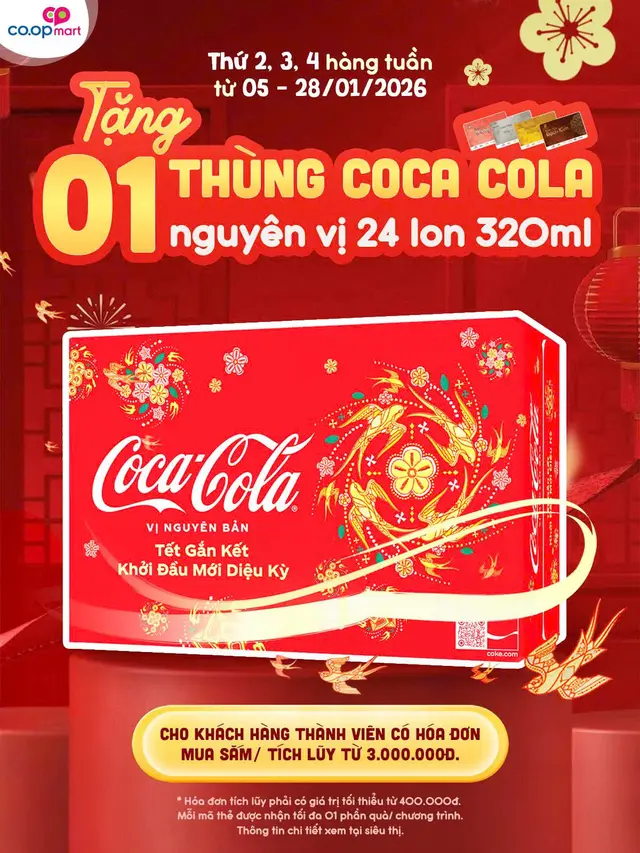 co.opmart
Thứ 2, 3, 4 hàng tuần
từ 05 - 28/01/2026
Tặng
01 THÙNG COCA COLA
nguyên vị 24 lon 320ml
Coca-Cola
VỊ NGUYÊN BẢN
Tết Gắn Kết
Khởi Đầu Mới Diệu Kỳ
Coca-Cola
coke.com
CHO KHÁCH HÀNG THÀNH VIÊN CÓ HÓA ĐƠN
MUA SẮM/ TÍCH LŨY TỪ 3.000.000Đ.
* Hóa đơn tích lũy phải có giá trị tối thiểu từ 400.000đ.
Mỗi mã thẻ được nhận tối đa 01 phần quà/ chương trình.
Thông tin chi tiết xem tại siêu thị.